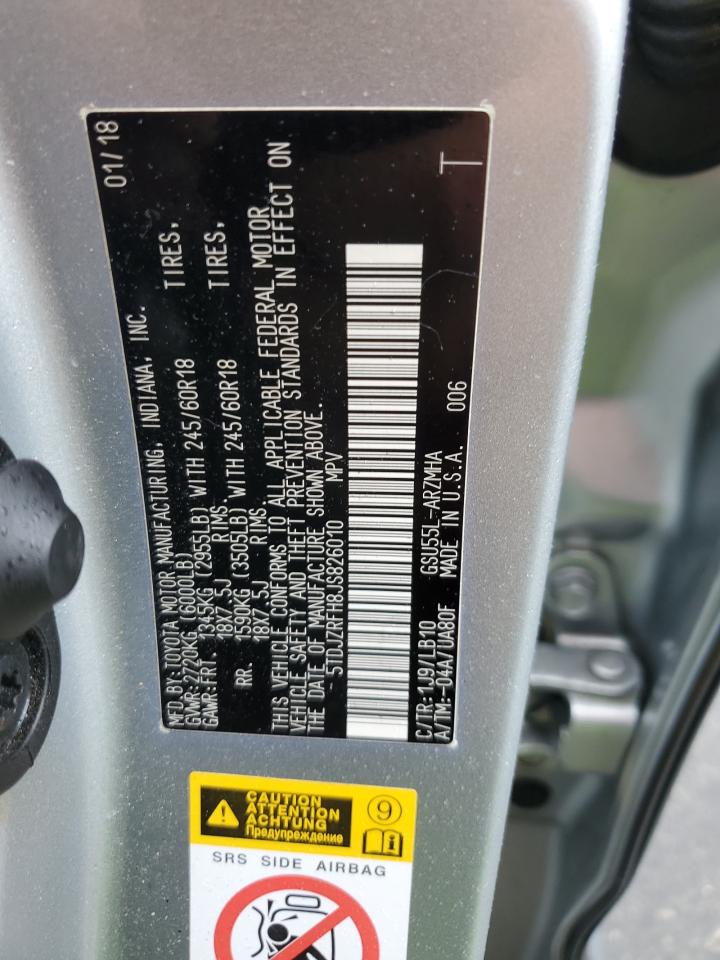 MFD. BY: TOYOTA MOTOR MANUFACTURING, INDIANA, INC. 01/18
GVWR: 2720KG (6000LB)
GAWR: FRT. 1345KG (2955LB) WITH 245/60R18 TIRES,
18X7.5J RIMS
RR. 1590KG (3505LB) WITH 245/60R18 TIRES,
18X7.5J RIMS.
THIS VEHICLE CONFORMS TO ALL APPLICABLE FEDERAL MOTOR
VEHICLE SAFETY AND THEFT PREVENTION STANDARDS IN EFFECT ON
THE DATE OF MANUFACTURE SHOWN ABOVE.
5TDJZRFH8JS826010 MPV
C/TR: 1J9/LB10 GSU55L-ARZMHA
A/TM: -04A/UA80F MADE IN U.S.A. 006
T
CAUTION
ATTENTION
ACHTUNG
Предупреждение
9
SRS SIDE AIRBAG